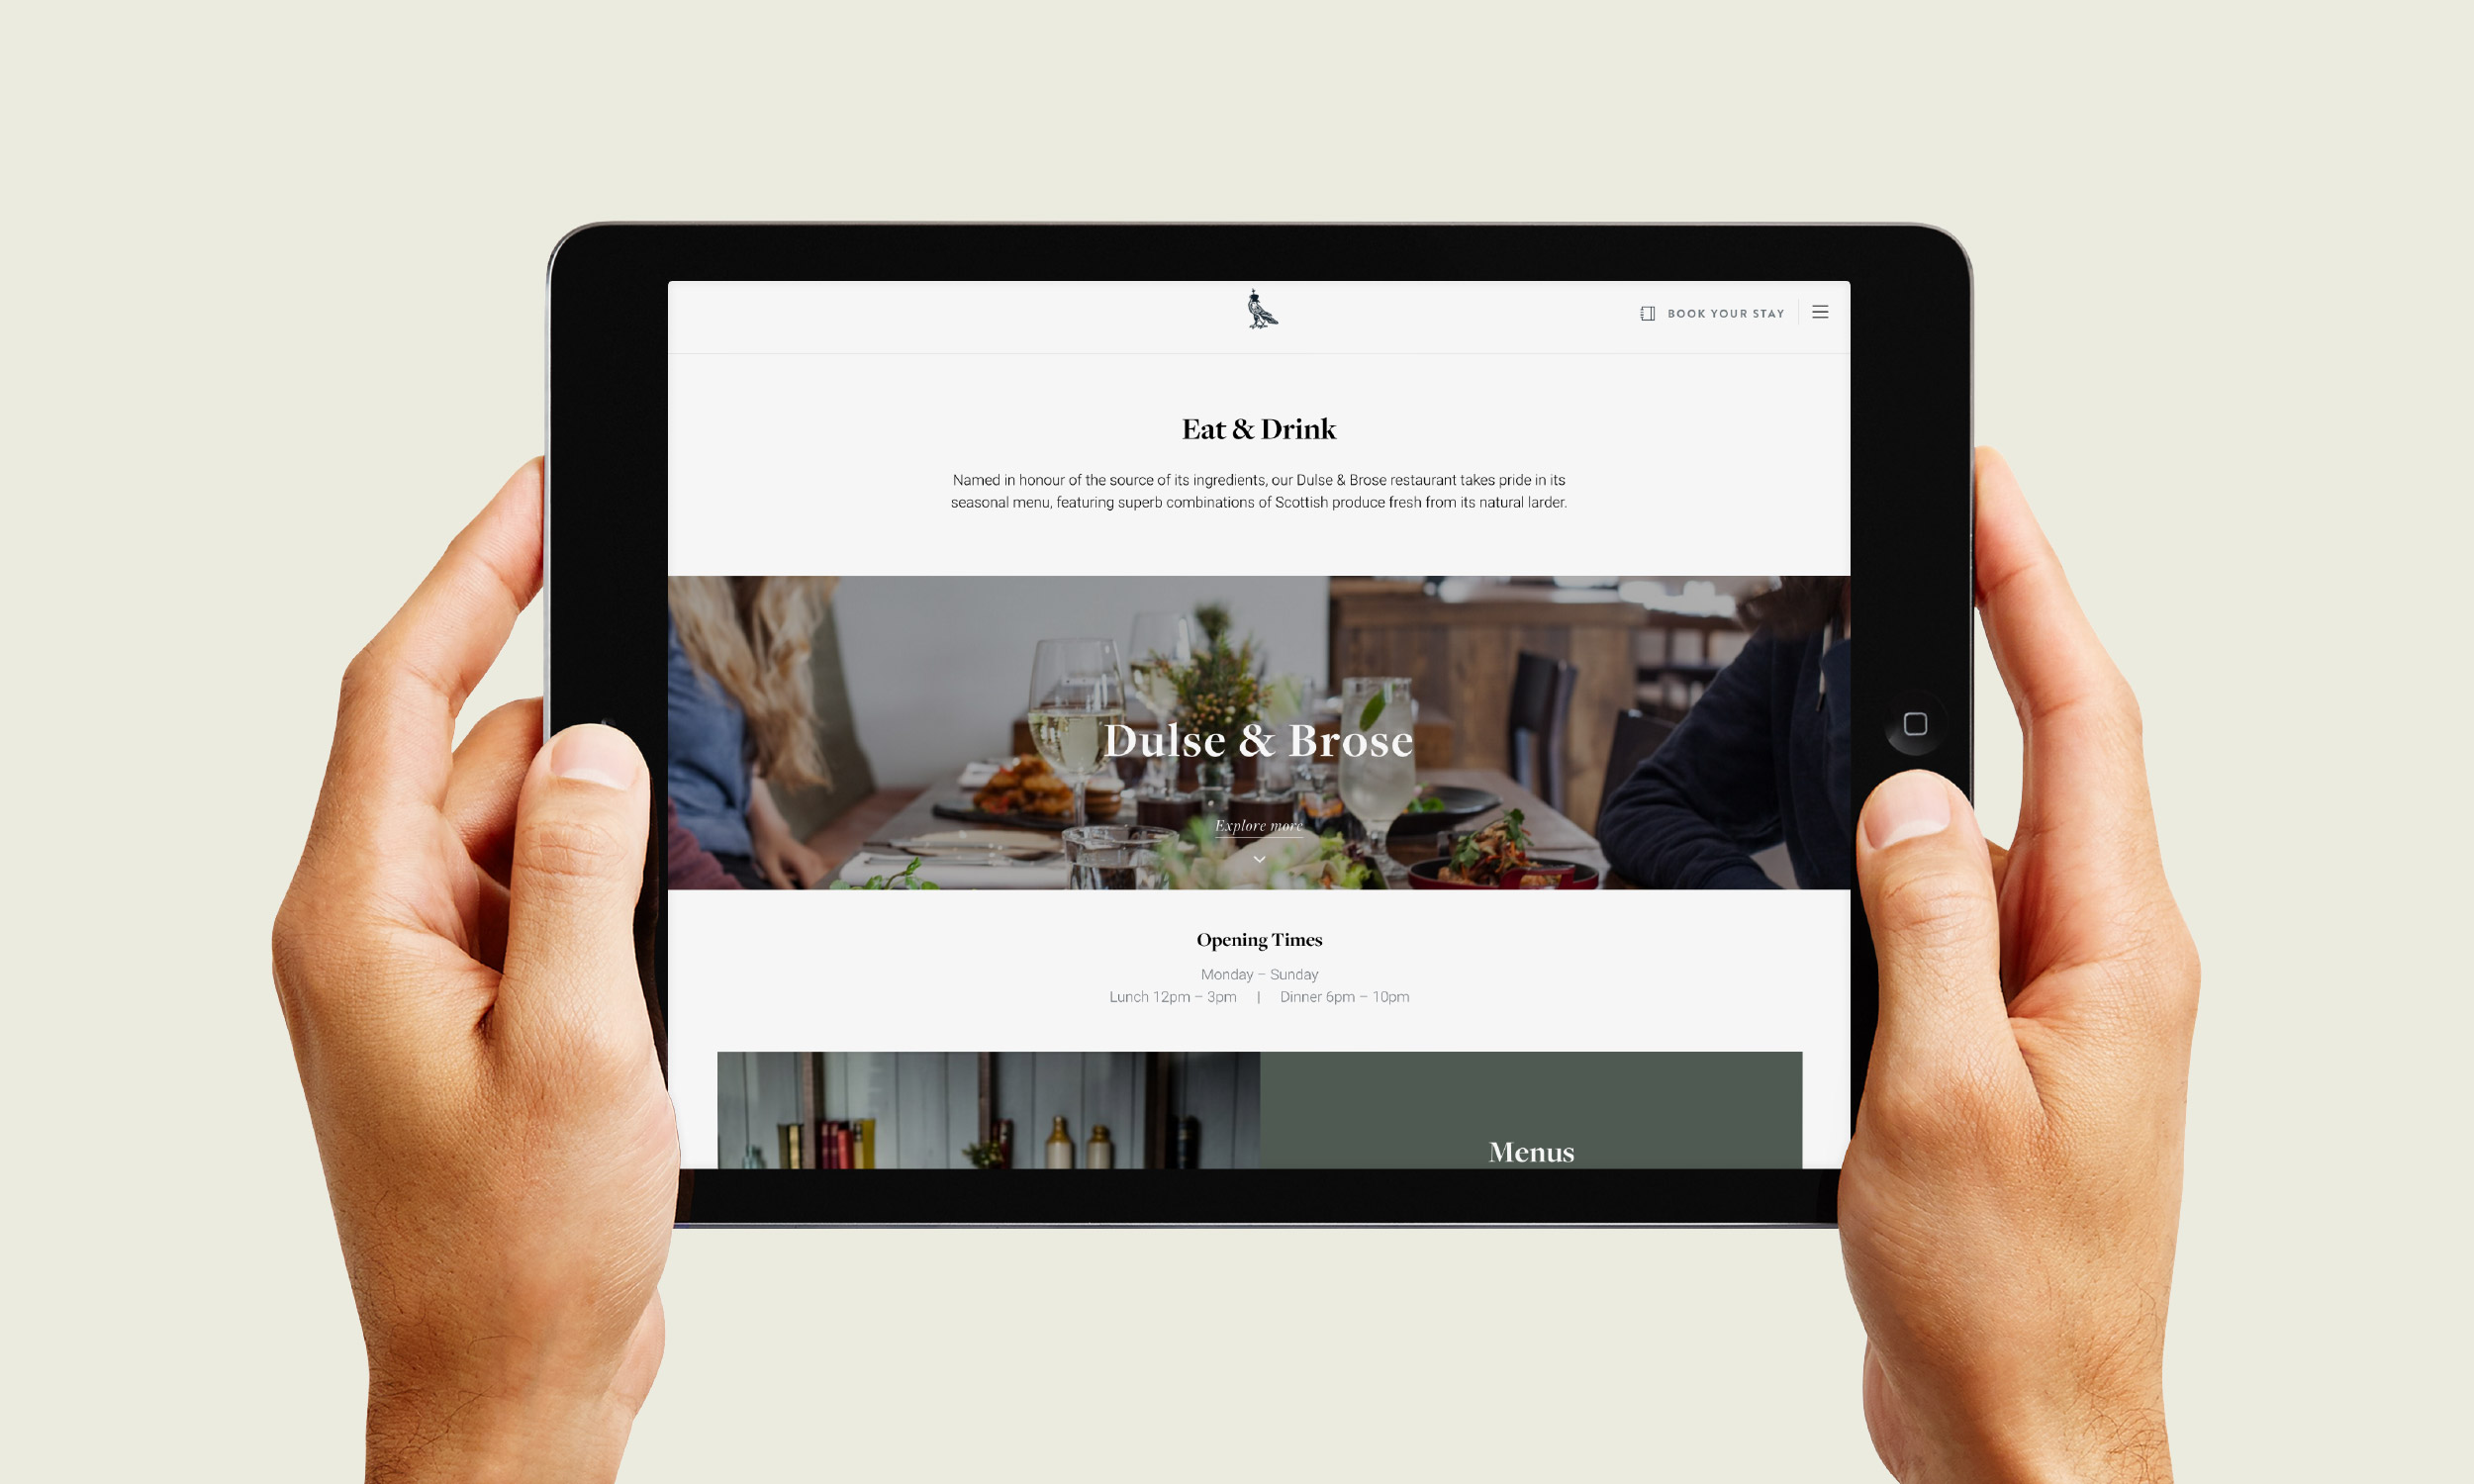 BOOK YOUR STAY
Eat & Drink
Named in honour of the source of its ingredients, our Dulse & Brose restaurant takes pride in its
seasonal menu, featuring superb combinations of Scottish produce fresh from its natural larder.
Dulse & Brose
Explore more
Opening Times
Monday – Sunday
Lunch 12pm – 3pm | Dinner 6pm – 10pm
Menus